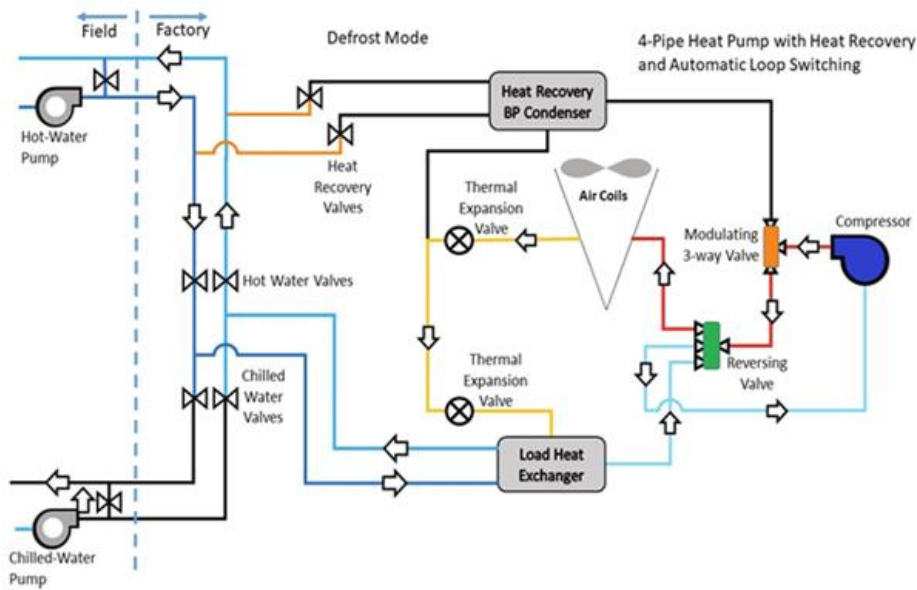 Field
Factory
Defrost Mode
4-Pipe Heat Pump with Heat Recovery
and Automatic Loop Switching
Hot-Water
Pump
Heat Recovery
BP Condenser
Heat
Recovery
Valves
Thermal
Expansion
Valve
Air Coils
Modulating
3-way Valve
Compressor
Hot Water Valves
Reversing
Valve
Chilled
Water
Valves
Thermal
Expansion
Valve
Load Heat
Exchanger
Chilled-Water
Pump